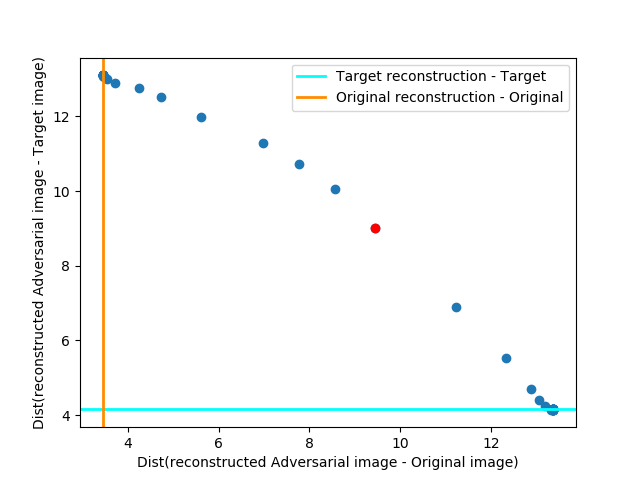 Target reconstruction - Target
Original reconstruction - Original
Dist(reconstructed Adversarial image - Target image)
12
10
8
6
4
4
6
8
10
12
Dist(reconstructed Adversarial image - Original image)